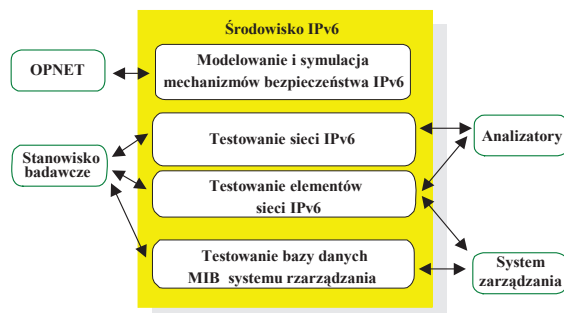 Środowisko IPv6
OPNET
Modelowanie i symulacja
mechanizmów bezpieczeństwa IPv6
Testowanie sieci IPv6
Analizatory
Stanowisko
badawcze
Testowanie elementów
sieci IPv6
Testowanie bazy danych
MIB systemu rzarządzania
System
zarządzania